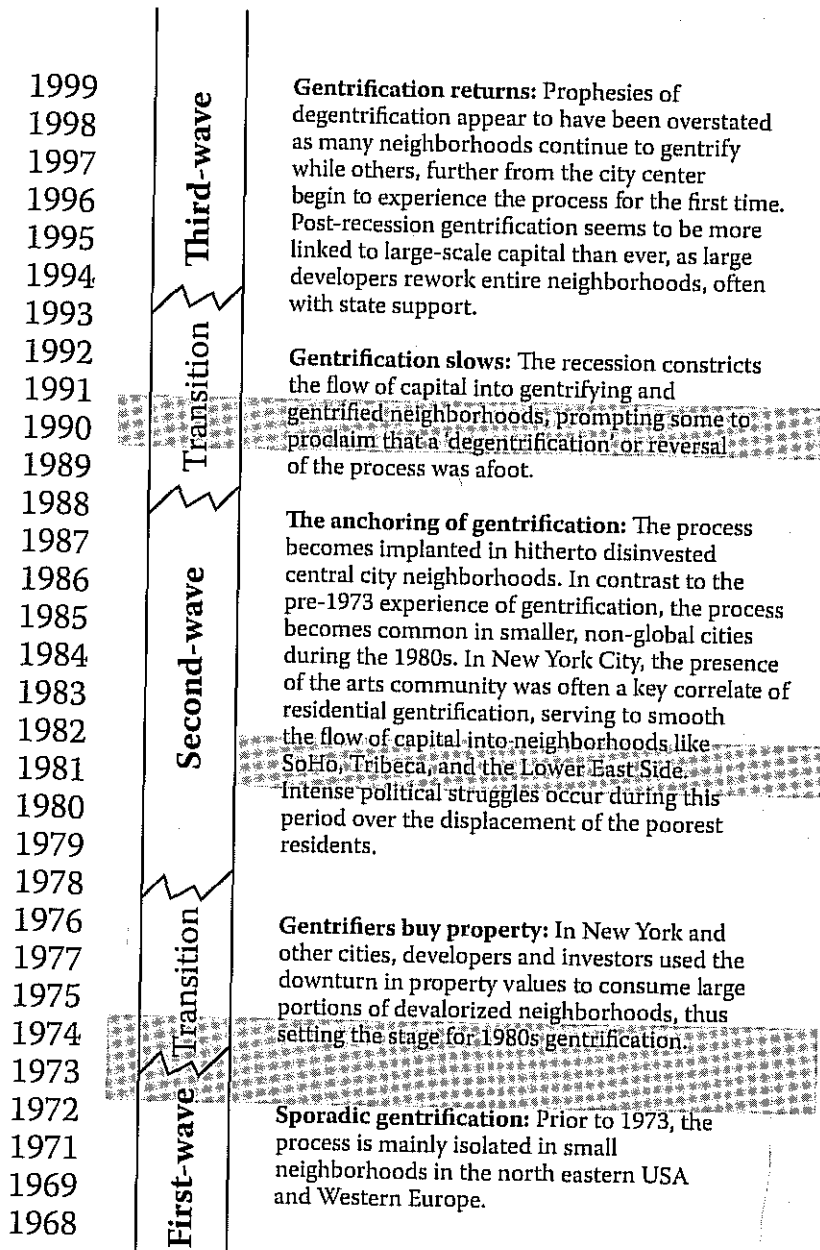 1999
1998
1997
1996
1995
1994
1993
1992
1991
1990
1989
1988
1987
1986
1985
1984
1983
1982
1981
1980
1979
1978
1976
1977
1975
1974
1973
1972
1971
1969
1968
Third-wave
Transition
Second-wave
Transition
First-wave
Gentrification returns: Prophesies of
degentrification appear to have been overstated
as many neighborhoods continue to gentrify
while others, further from the city center
begin to experience the process for the first time.
Post-recession gentrification seems to be more
linked to large-scale capital than ever, as large
developers rework entire neighborhoods, often
with state support.
Gentrification slows: The recession constricts
the flow of capital into gentrifying and
gentrified neighborhoods, prompting some to
proclaim that a 'degentrification' or reversal
of the process was afoot.
The anchoring of gentrification: The process
becomes implanted in hitherto disinvested
central city neighborhoods. In contrast to the
pre-1973 experience of gentrification, the process
becomes common in smaller, non-global cities
during the 1980s. In New York City, the presence
of the arts community was often a key correlate of
residential gentrification, serving to smooth
the flow of capital into neighborhoods like
SoHo, Tribeca, and the Lower East Side.
Intense political struggles occur during this
period over the displacement of the poorest
residents.
Gentrifiers buy property: In New York and
other cities, developers and investors used the
downturn in property values to consume large
portions of devalorized neighborhoods, thus
setting the stage for 1980s gentrification.
Sporadic gentrification: Prior to 1973, the
process is mainly isolated in small
neighborhoods in the north eastern USA
and Western Europe.